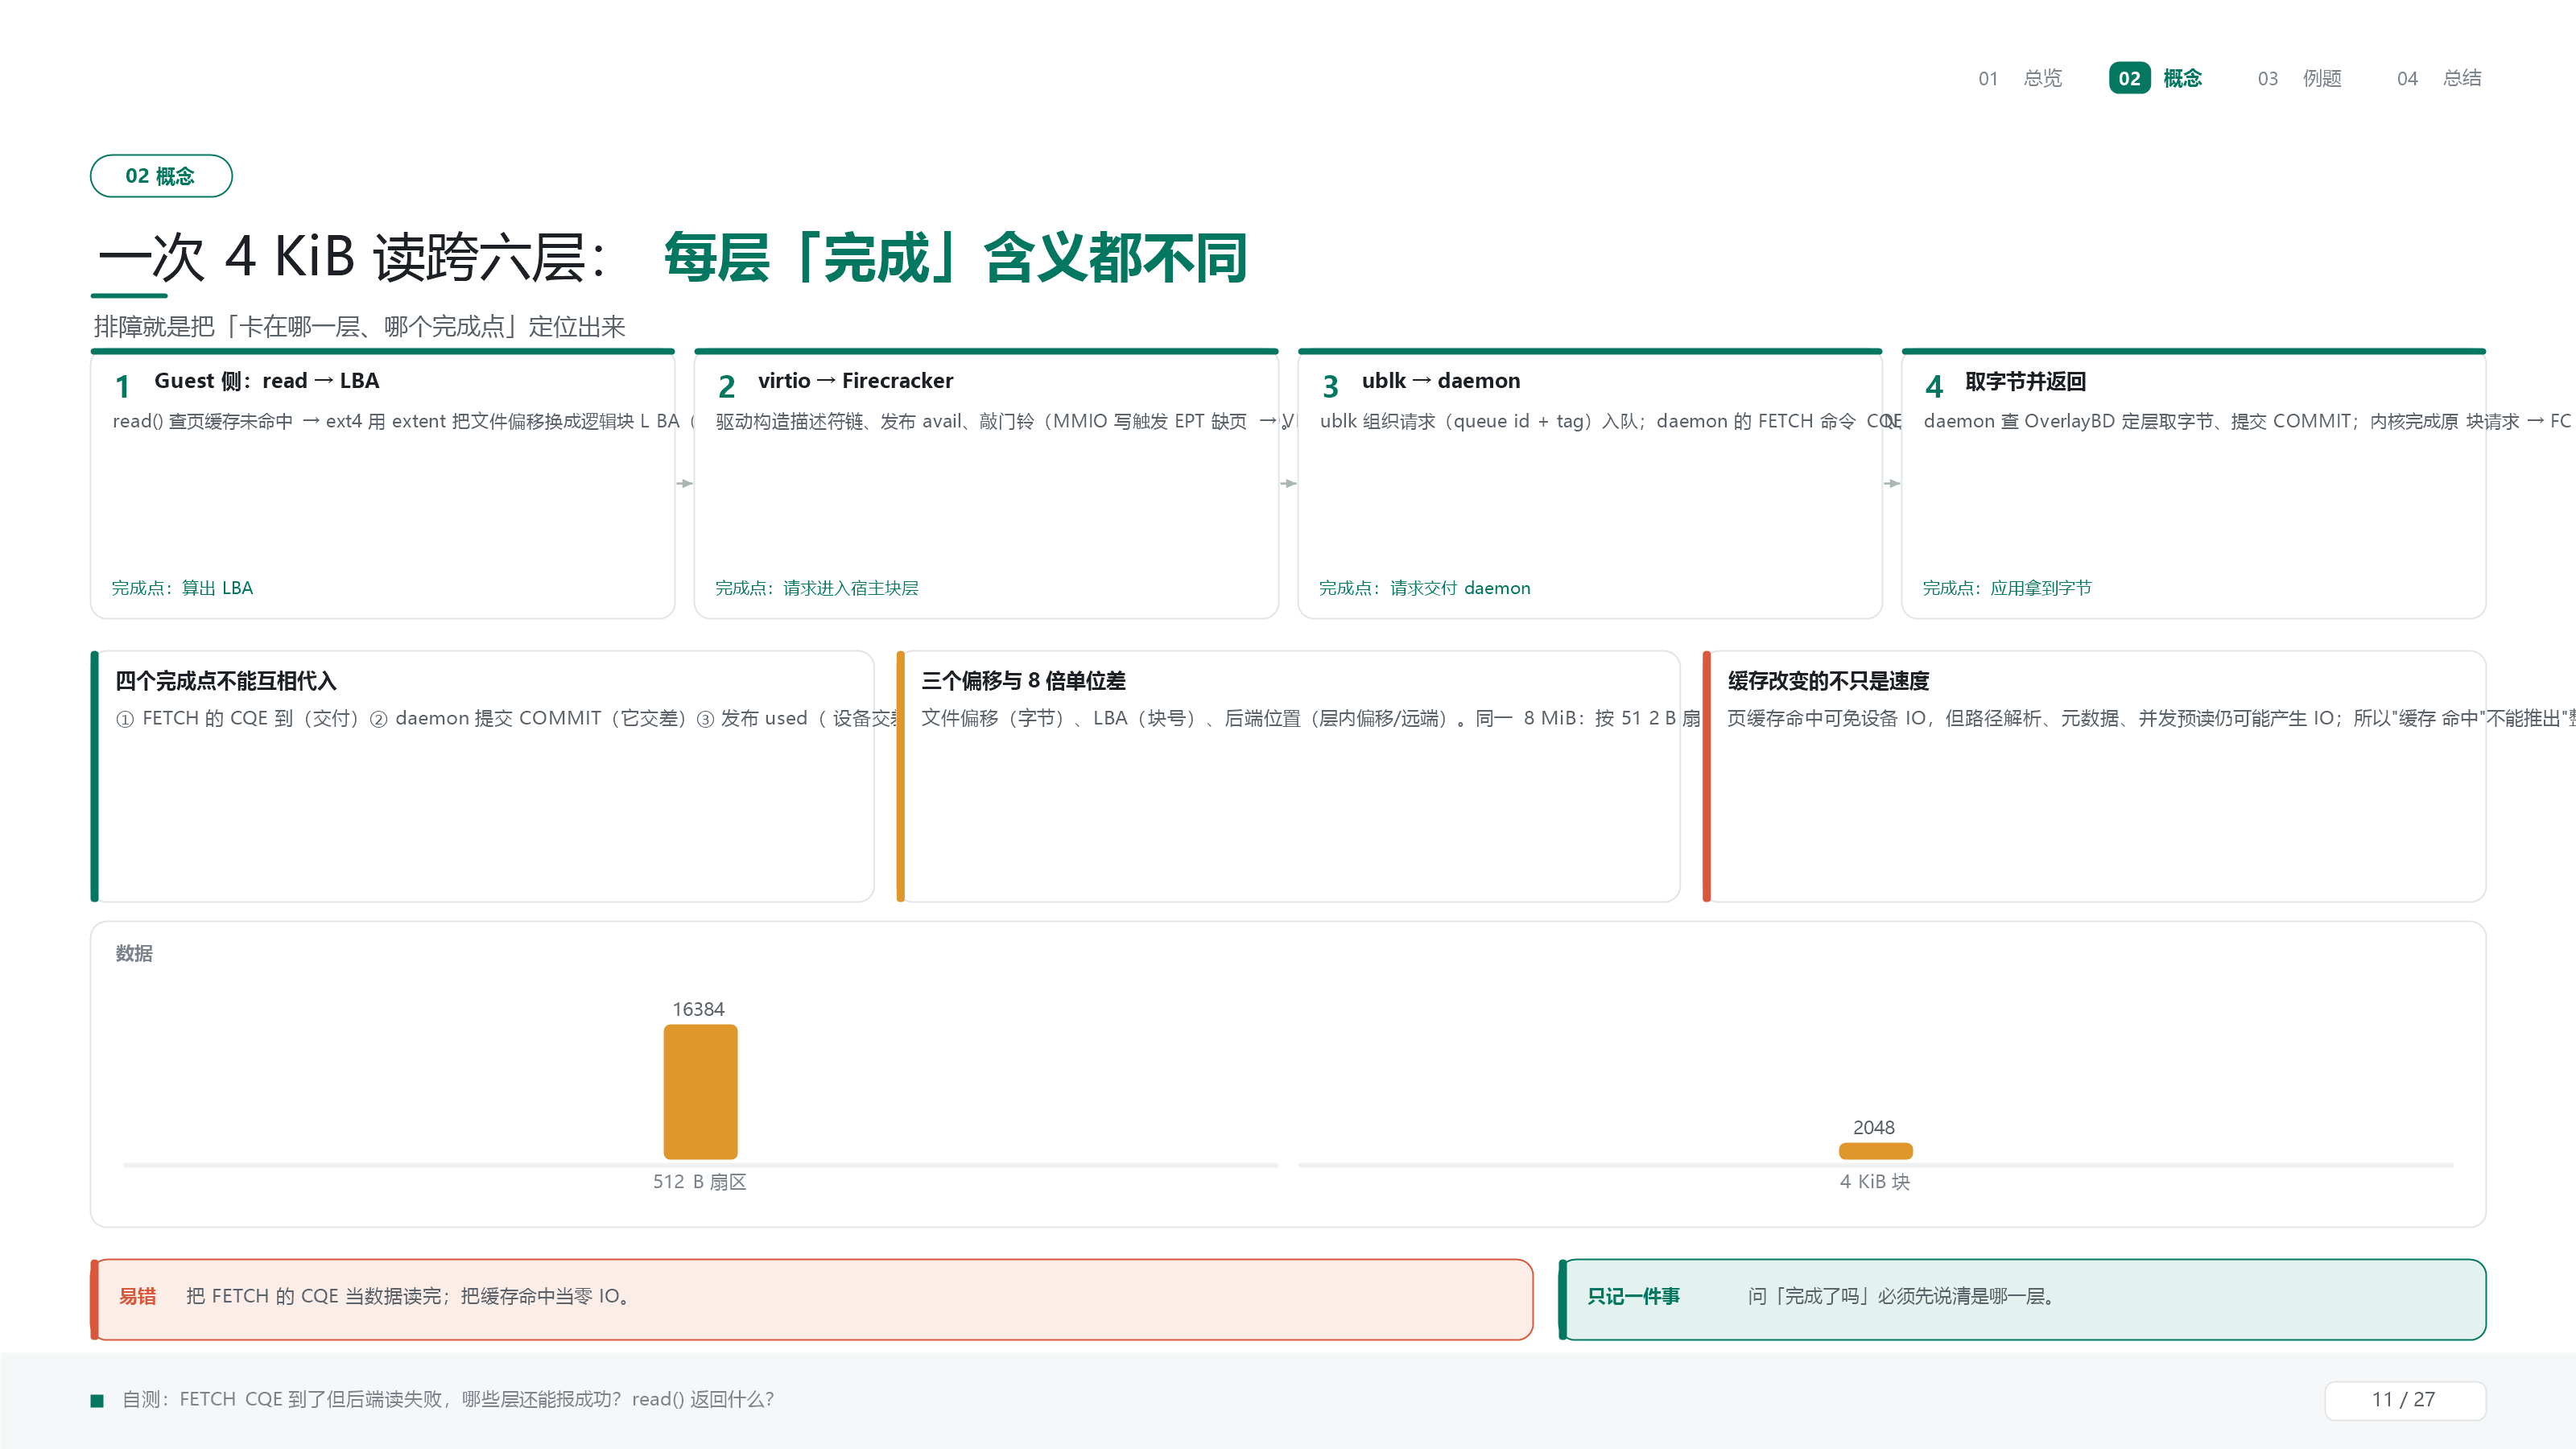 01 总览 02 概念 03 例题 04 总结
02 概念
一次 4 KiB 读跨六层： 每层「完成」含义都不同
排障就是把「卡在哪一层、哪个完成点」定位出来
1 Guest 侧：read → LBA
read() 查页缓存未命中 → ext4 用 extent 把文件偏移换成逻辑块 L BA（
完成点：算出 LBA
2 virtio → Firecracker
驱动构造描述符链、发布 avail、敲门铃（MMIO 写触发 EPT 缺页 →
完成点：请求进入宿主块层
3 ublk → daemon
ublk 组织请求（queue id + tag）入队；daemon 的 FETCH 命令 CQE
完成点：请求交付 daemon
4 取字节并返回
daemon 查 OverlayBD 定层取字节、提交 COMMIT；内核完成原 块请求 → FC
完成点：应用拿到字节
四个完成点不能互相代入
① FETCH 的 CQE 到（交付）② daemon 提交 COMMIT（它交差）③ 发布 used（ 设备交差
三个偏移与 8 倍单位差
文件偏移（字节）、LBA（块号）、后端位置（层内偏移/远端）。同一 8 MiB：按 51 2 B 扇
缓存改变的不只是速度
页缓存命中可免设备 IO，但路径解析、元数据、并发预读仍可能产生 IO；所以"缓存 命中"不能推出"
数据
16384
2048
512 B 扇区
4 KiB 块
易错 把 FETCH 的 CQE 当数据读完；把缓存命中当零 IO。
只记一件事 问「完成了吗」必须先说清是哪一层。
自测：FETCH CQE 到了但后端读失败，哪些层还能报成功？read() 返回什么？
11 / 27